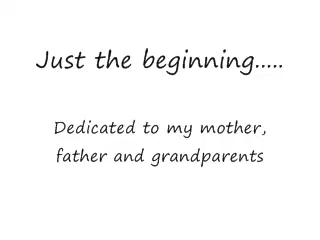 Just the beginning.....
Dedicated to my mother,
father and grandparents